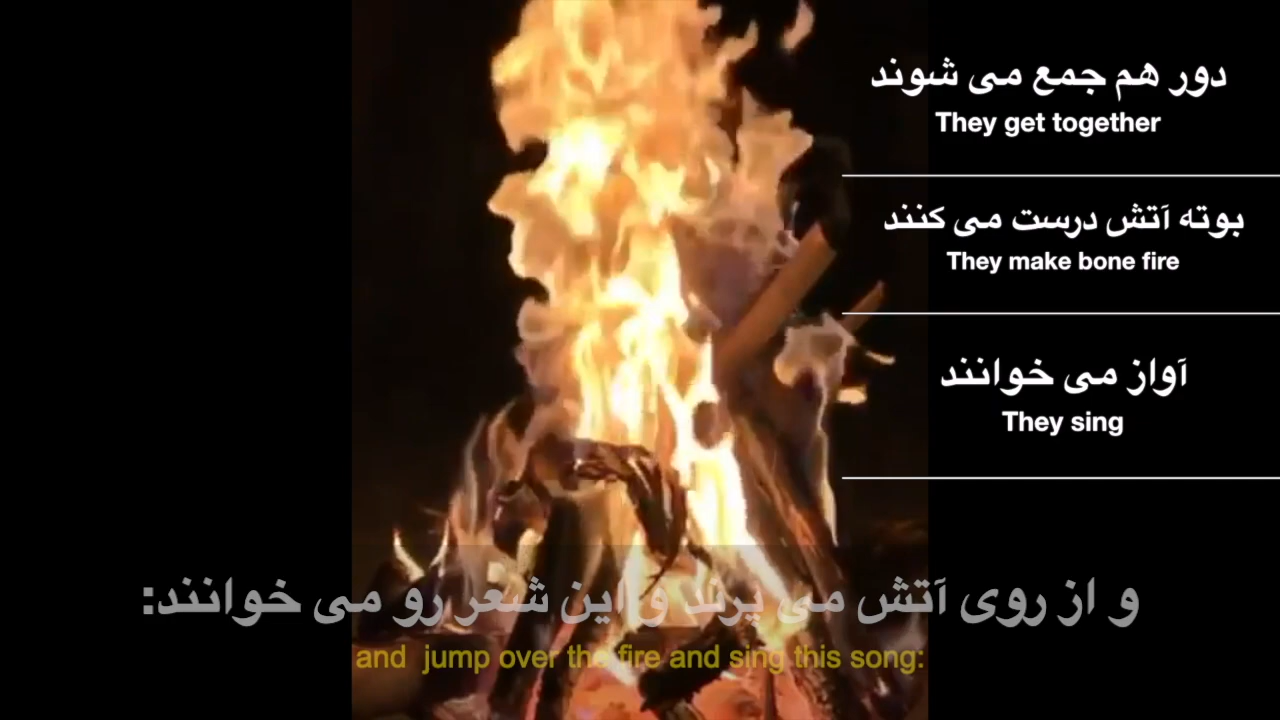 دور هم جمع می شوند
They get together
بوته آتش درست می کنند
They make bone fire
آواز می خوانند
They sing
و از روی آتش می پرند و این شعر رو می خوانند:
and jump over the fire and sing this song: